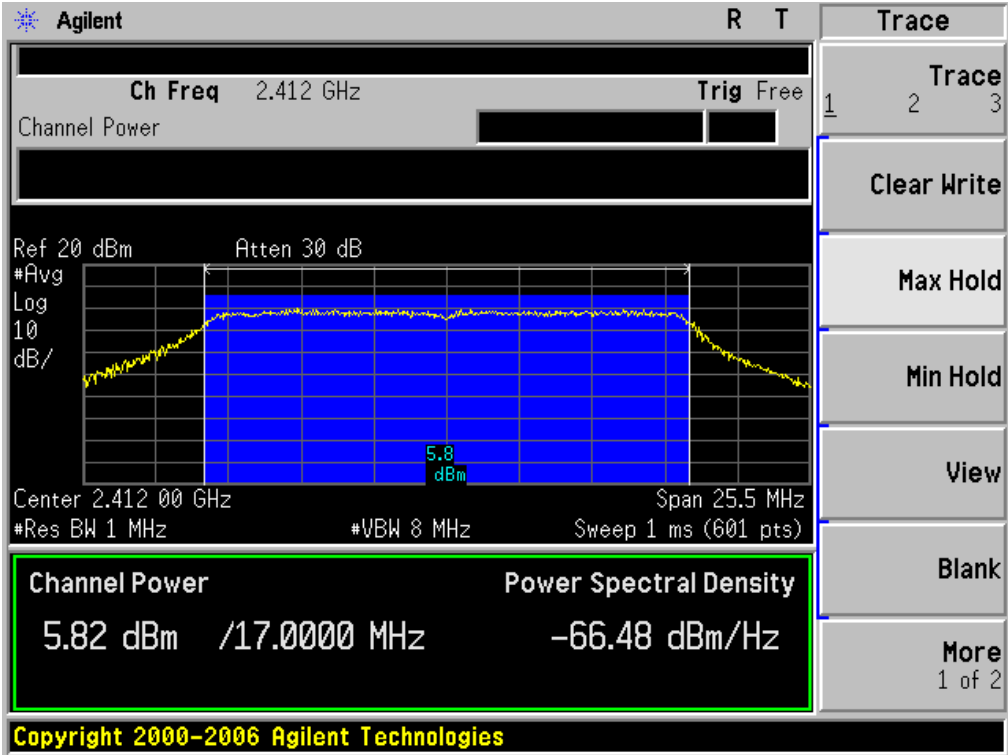 Agilent R T
Ch Freq 2.412 GHz Trig Free
Channel Power
Ref 20 dBm Atten 30 dB
#Avg
Log
10
dB/
5.8
dBm
Center 2.412 00 GHz Span 25.5 MHz
#Res BW 1 MHz #VBW 8 MHz Sweep 1 ms (601 pts)
Channel Power Power Spectral Density
5.82 dBm /17.0000 MHz -66.48 dBm/Hz
Copyright 2000-2006 Agilent Technologies
Trace
Trace
1 2 3
Clear Write
Max Hold
Min Hold
View
Blank
More
1 of 2